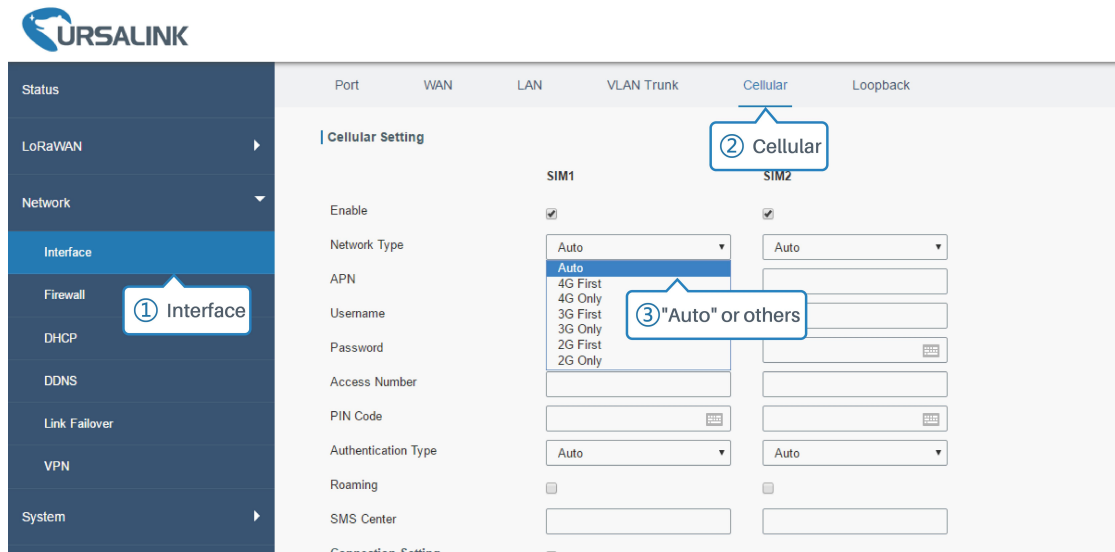 URSALINK
Status
LoRaWAN
Network
Interface
① Interface
Firewall
DHCP
DDNS
Link Failover
VPN
System
Port WAN LAN VLAN Trunk Cellular Loopback
② Cellular
Cellular Setting
SIM1 SIM2
Enable
Network Type Auto Auto
Auto
4G First
4G Only
3G First
3G Only
2G First
2G Only
③"Auto" or others
APN
Username
Password
Access Number
PIN Code
Authentication Type Auto Auto
Roaming
SMS Center
Connection Setting